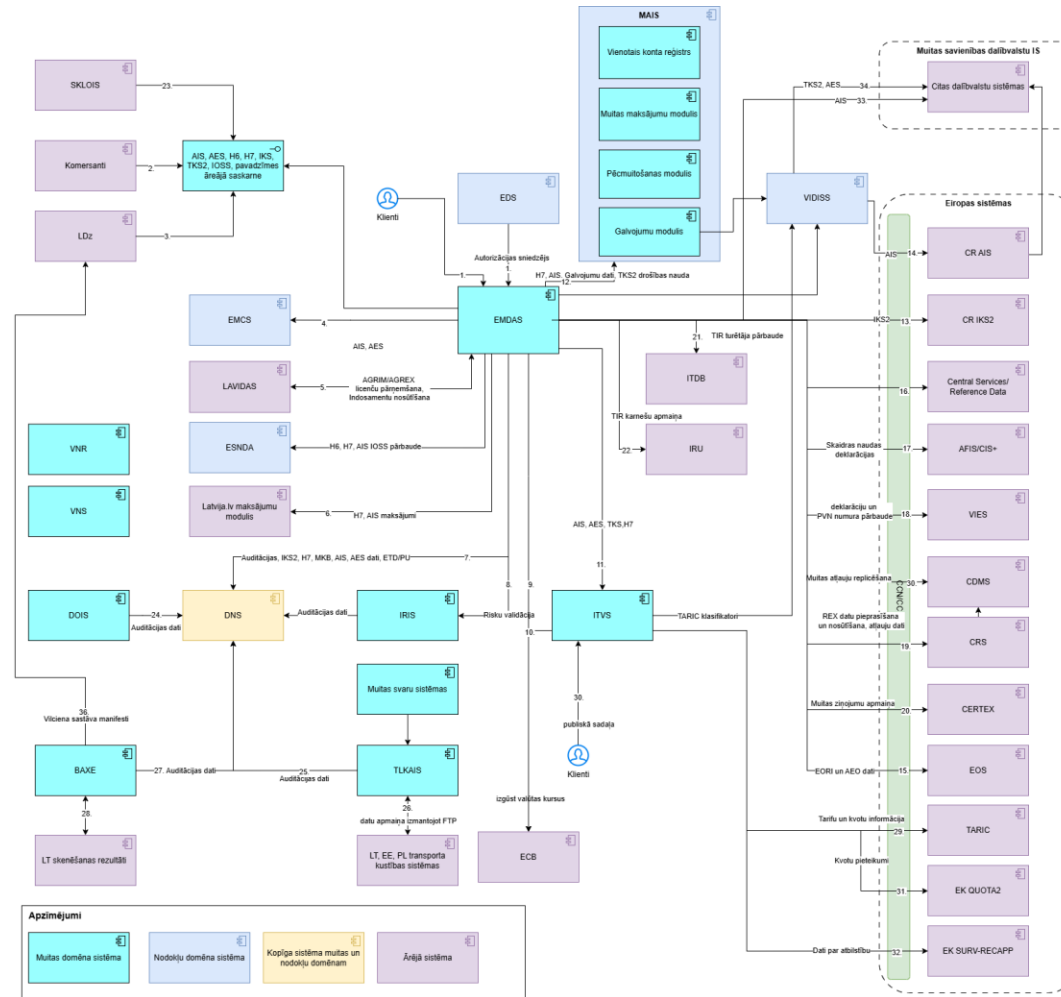 MAIS
Vienotais konta reģistrs
Muitas maksājumu modulis
Pēcmuitošanas modulis
Galvojumu modulis
Muitas savienības dalībvalstu IS
Citas dalībvalstu sistēmas
TKS2, AES
34.
AIS
33.
SKLOIS
23.
Komersanti
2.
AIS, AES, H6, H7, IKS,
TKS2, IOSS, pavadzīmes
ārējā saskarne
LDz
3.
Klienti
1.
EDS
Autorizācijas sniedzējs
1.
VIDISS
Eiropas sistēmas
AIS
14.
CR AIS
H7, AIS, Galvojumu dati, TKS2 drošības nauda
12.
EMCS
4.
EMDAS
IKS2
13.
CR IKS2
AIS, AES
21.
TIR turētāja pārbaude
LAVIDAS
5.
AGRIM/AGREX
licenču pārņemšana,
Indosamentu nosūtīšana
ITDB
16.
Central Services/
Reference Data
TIR karnešu apmaiņa
22.
IRU
VNR
ESNDA
H6, H7, AIS IOSS pārbaude
Skaidras naudas
deklarācijas
17.
AFIS/CIS+
VNS
Latvija.lv maksājumu
modulis
6.
H7, AIS maksājumi
deklarāciju un
PVN numura pārbaude
18.
VIES
AIS, AES, TKS,H7
11.
Auditācijas, IKS2, H7, MKB, AIS, AES dati, ETD/PU
7.
8.
9.
Muitas atļauju replicēšana
30.
CDMS
CCN/CC
DOIS
24.
Auditācijas dati
DNS
Auditācijas dati
IRIS
Risku validācija
10.
ITVS
TARIC klasifikatori
REX datu pieprasīšana
un nosūtīšana, atļauju dati
19.
CRS
Muitas svaru sistēmas
30.
publiskā sadaļa
Klienti
Muitas ziņojumu apmaiņa
20.
CERTEX
36.
Vilciena sastāva manifesti
BAXE
27. Auditācijas dati
25.
Auditācijas dati
TLKAIS
EORI un AEO dati
15.
EOS
28.
26.
datu apmaiņa izmantojot FTP
izgūst valūtas kursus
Tarifu un kvotu informācija
29.
TARIC
LT skenēšanas rezultāti
LT, EE, PL transporta
kustības sistēmas
ECB
Kvotu pieteikumi
31.
EK QUOTA2
Apzīmējumi
Muitas domēna sistēma
Nodokļu domēna sistēma
Kopīga sistēma muitas un
nodokļu domēnam
Ārējā sistēma
Dati par atbilstību
32.
EK SURV-RECAPP